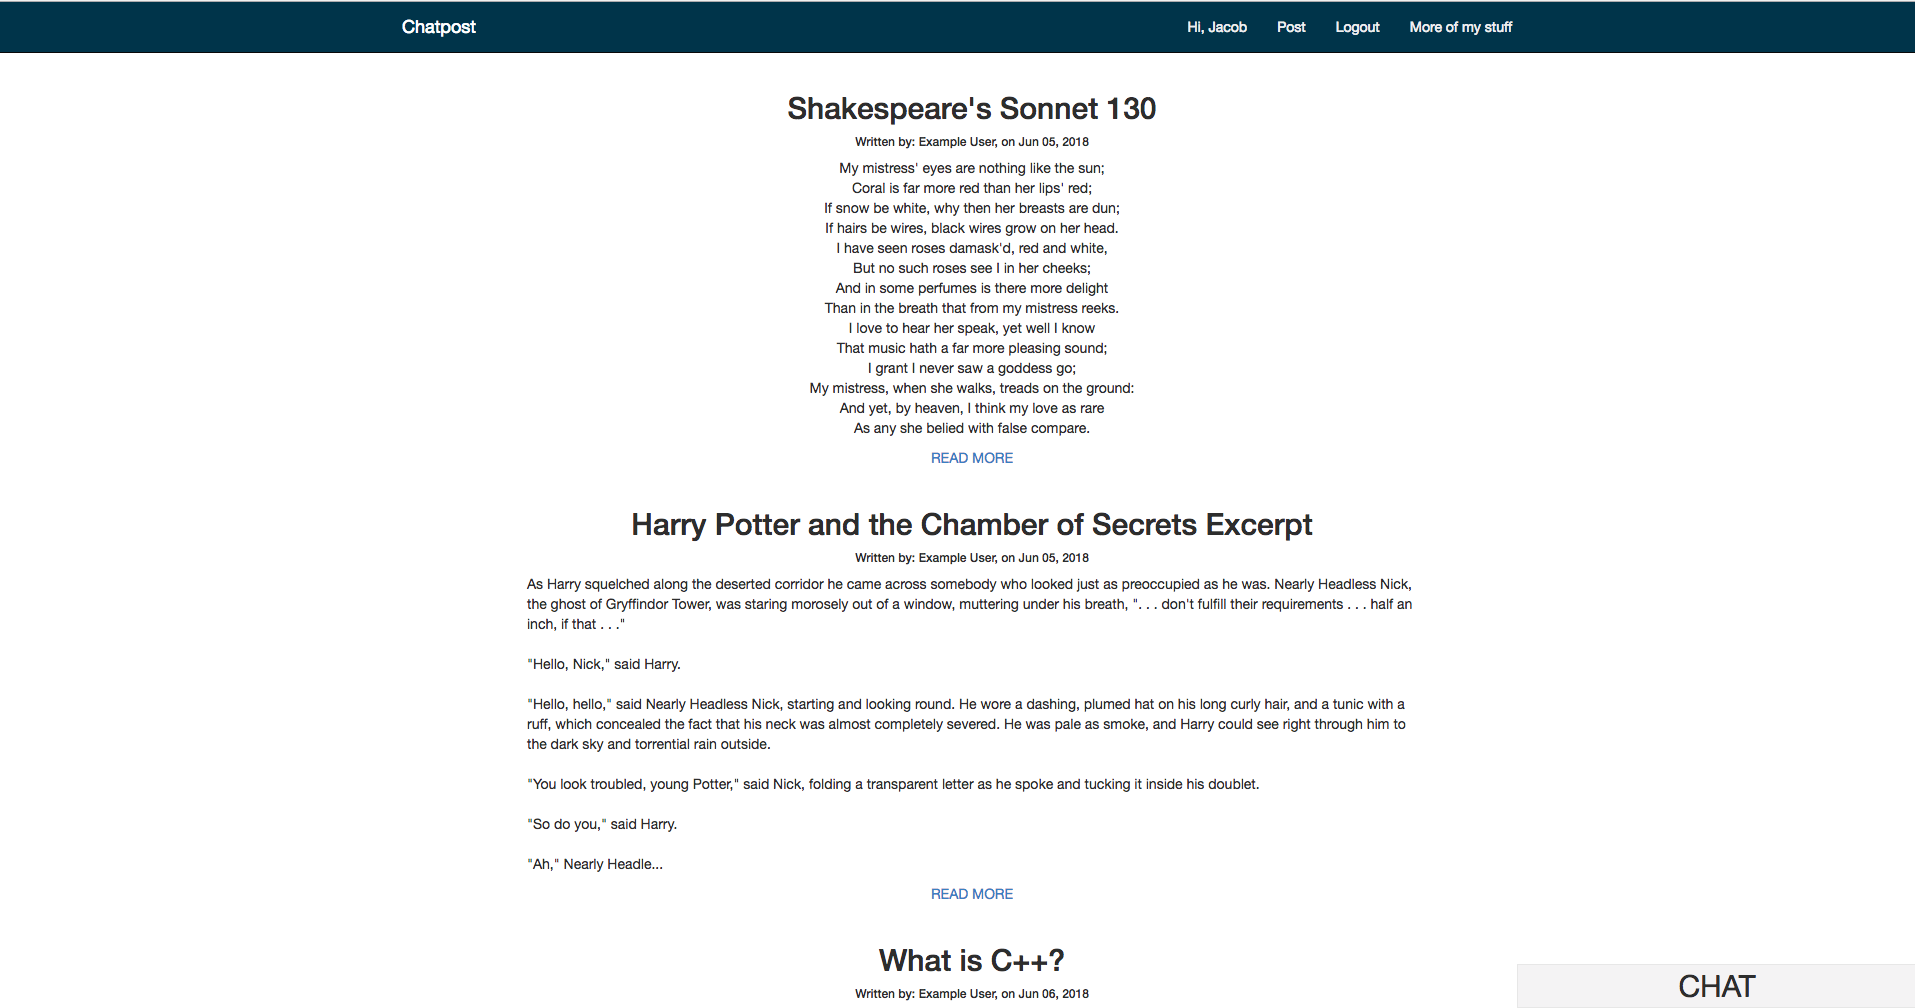 Chatpost
Hi, Jacob
Post
Logout
More of my stuff
Shakespeare's Sonnet 130
Written by: Example User, on Jun 05, 2018
My mistress' eyes are nothing like the sun;
Coral is far more red than her lips' red;
If snow be white, why then her breasts are dun;
If hairs be wires, black wires grow on her head.
I have seen roses damask'd, red and white,
But no such roses see I in her cheeks;
And in some perfumes is there more delight
Than in the breath that from my mistress reeks.
I love to hear her speak, yet well I know
That music hath a far more pleasing sound;
I grant I never saw a goddess go;
My mistress, when she walks, treads on the ground:
And yet, by heaven, I think my love as rare
As any she belied with false compare.
READ MORE
Harry Potter and the Chamber of Secrets Excerpt
Written by: Example User, on Jun 05, 2018
As Harry squelched along the deserted corridor he came across somebody who looked just as preoccupied as he was. Nearly Headless Nick,
the ghost of Gryffindor Tower, was staring morosely out of a window, muttering under his breath, ". . . don't fulfill their requirements . . . half an
inch, if that . . ."
"Hello, Nick," said Harry.
"Hello, hello," said Nearly Headless Nick, starting and looking round. He wore a dashing, plumed hat on his long curly hair, and a tunic with a
ruff, which concealed the fact that his neck was almost completely severed. He was pale as smoke, and Harry could see right through him to
the dark sky and torrential rain outside.
"You look troubled, young Potter," said Nick, folding a transparent letter as he spoke and tucking it inside his doublet.
"So do you," said Harry.
"Ah," Nearly Headle...
READ MORE
What is C++?
Written by: Example User, on Jun 06, 2018
CHAT